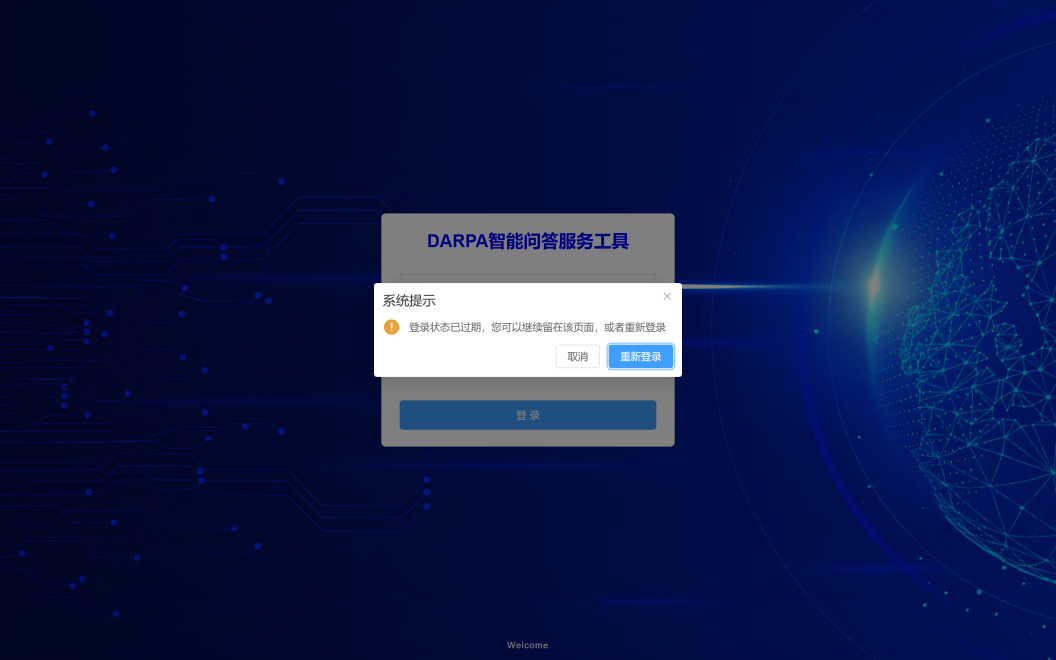 DARPA智能问答服务工具
系统提示
登录状态已过期，您可以继续留在该页面，或者重新登录
取消
重新登录
登 录
Welcome